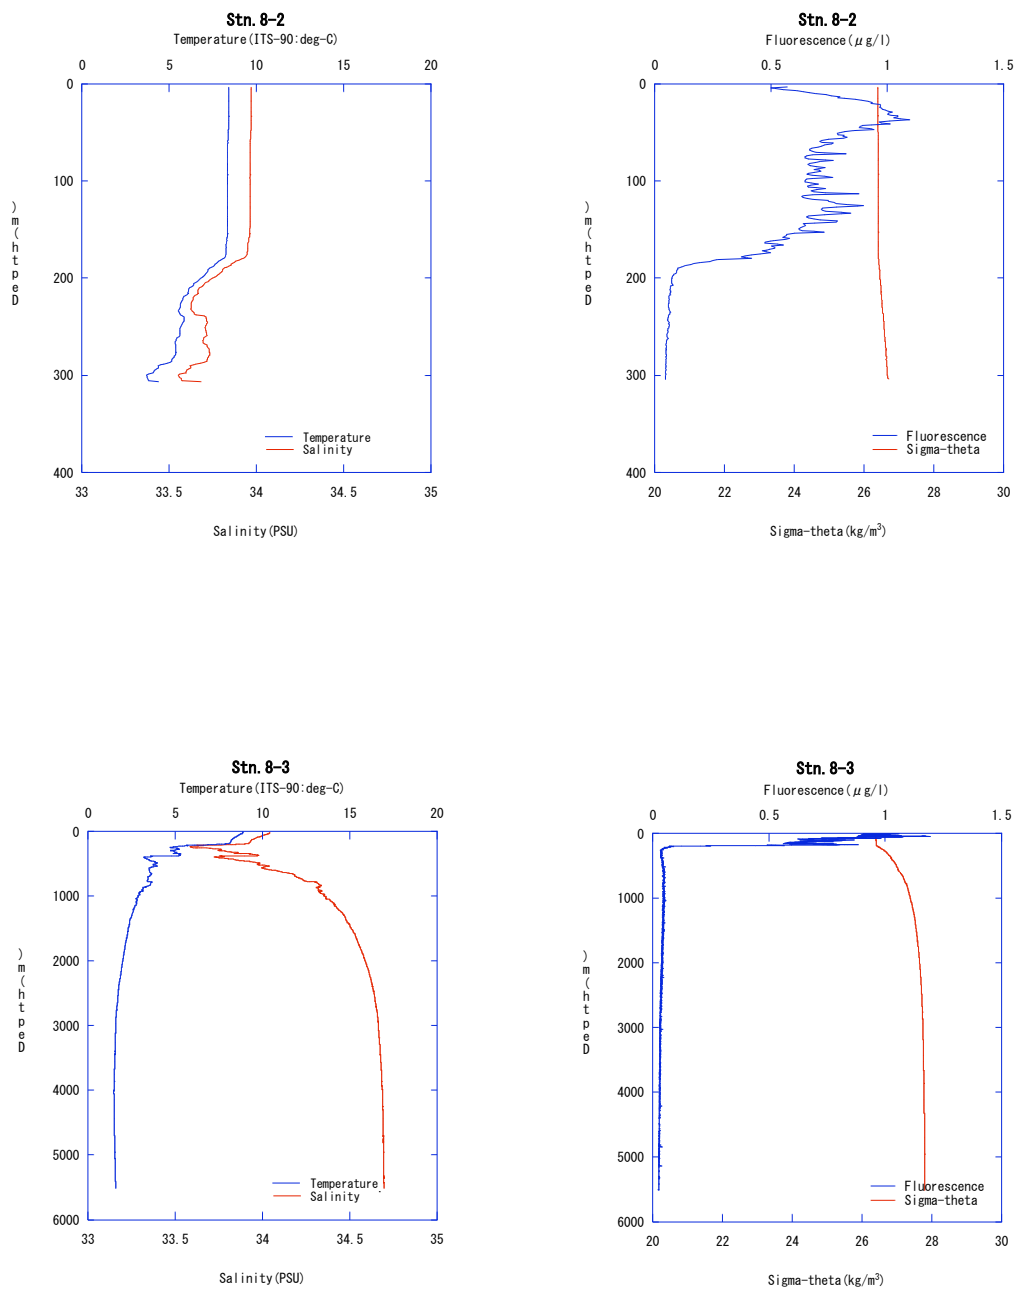 Stn. 8-2
Temperature(ITS-90:deg-C)
0 5 10 15 20
0
100
200
300
400
)
m
(
h
t
p
e
D
Temperature
Salinity
33 33.5 34 34.5 35
Salinity(PSU)
Stn. 8-2
Fluorescence(μg/l)
0 0.5 1 1.5
0
100
200
300
400
)
m
(
h
t
p
e
D
Fluorescence
Sigma-theta
20 22 24 26 28 30
Sigma-theta(kg/m³)
Stn. 8-3
Temperature(ITS-90:deg-C)
0 5 10 15 20
0
1000
2000
3000
4000
5000
6000
)
m
(
h
t
p
e
D
Temperature
Salinity
33 33.5 34 34.5 35
Salinity(PSU)
Stn. 8-3
Fluorescence(μg/l)
0 0.5 1 1.5
0
1000
2000
3000
4000
5000
6000
)
m
(
h
t
p
e
D
Fluorescence
Sigma-theta
20 22 24 26 28 30
Sigma-theta(kg/m³)